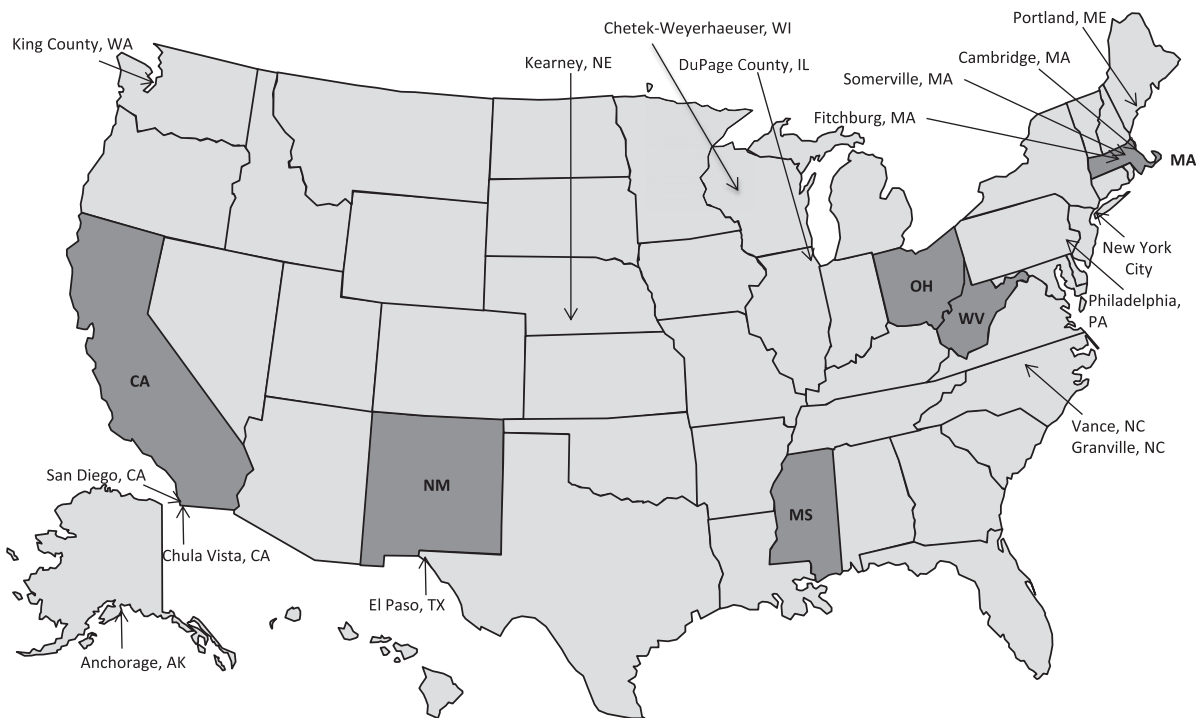 Portland, ME
Chetek-Weyerhaeuser, WI
King County, WA
Cambridge, MA
Kearney, NE
DuPage County, IL
Somerville, MA
Fitchburg, MA
MA
New York
City
OH
Philadelphia,
PA
WV
CA
Vance, NC
Granville, NC
San Diego, CA
NM
MS
Chula Vista, CA
El Paso, TX
Anchorage, AK